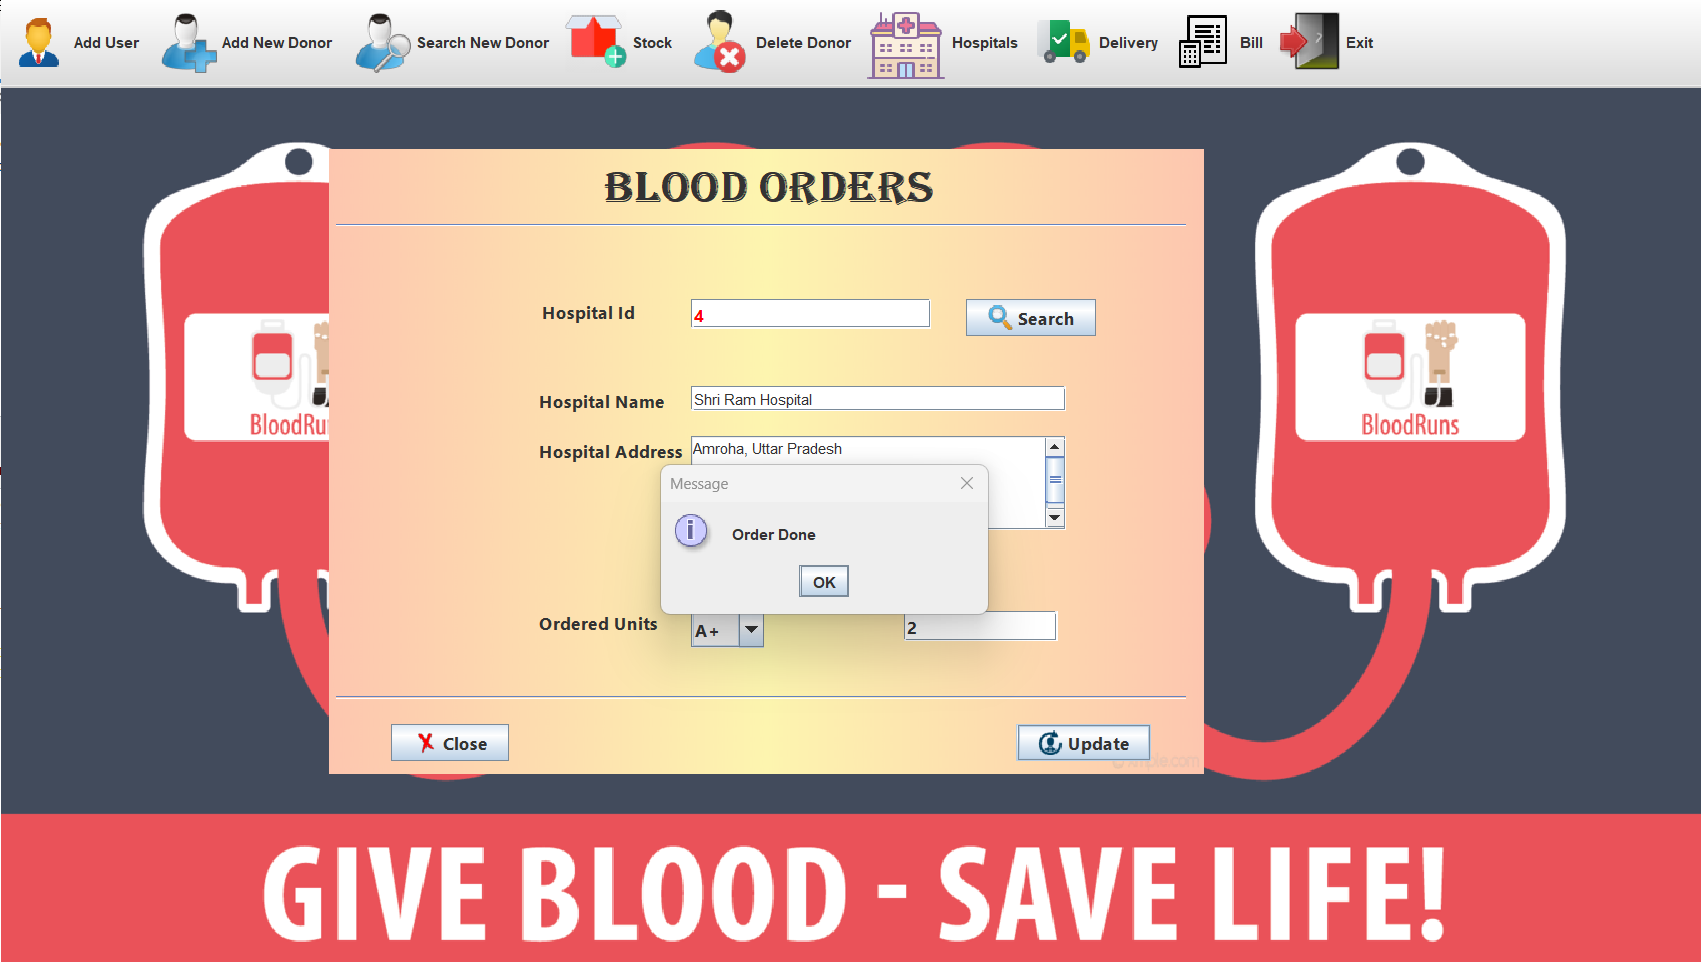 Add User
Add New Donor
Search New Donor
Stock
Delete Donor
Hospitals
Delivery
Bill
Exit
BLOOD ORDERS
Hospital Id
4
Search
Hospital Name
Shri Ram Hospital
Hospital Address
Amroha, Uttar Pradesh
Message
Order Done
OK
Ordered Units
A+
2
Close
Update
BloodRu
BloodRuns
GIVE BLOOD - SAVE LIFE!